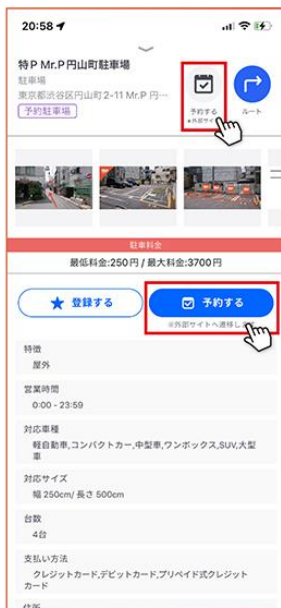 20:58
特P Mr.P円山町駐車場
駐車場
東京都渋谷区円山町2-11 Mr.P 円…
予約駐車場
予約する
ルート
駐車料金
最低料金:250円 / 最大料金:3700円
登録する
予約する
※外部サイトへ遷移し
特徴
屋外
営業時間
0:00 - 23:59
対応車種
軽自動車,コンパクトカー,中型車,ワンボックス,SUV,大型
車
対応サイズ
幅 250cm/ 長さ 500cm
台数
4台
支払い方法
クレジットカード,デビットカード,プリペイド式クレジット
カード
住所